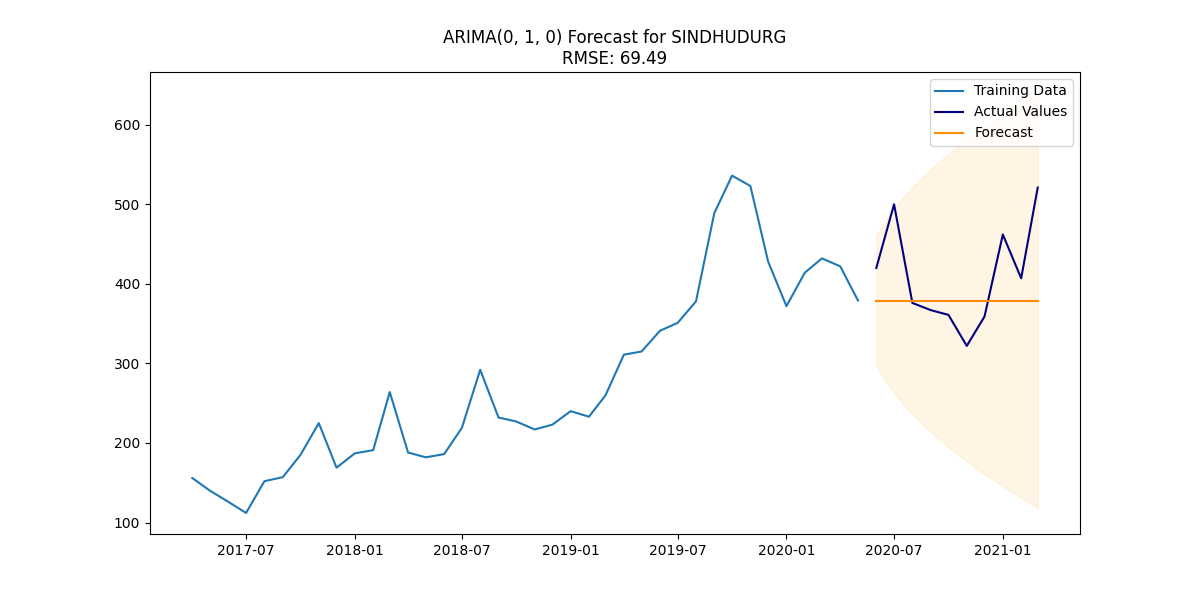 ARIMA(0, 1, 0) Forecast for SINDHUDURG
RMSE: 69.49
Training Data
Actual Values
Forecast
600
500
400
300
200
100
2017-07 2018-01 2018-07 2019-01 2019-07 2020-01 2020-07 2021-01